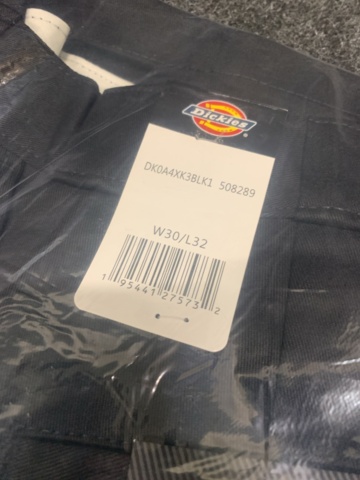 Dickies
DK0A4XK3BLK1 508289
W30/L32
1 95441 27573 2